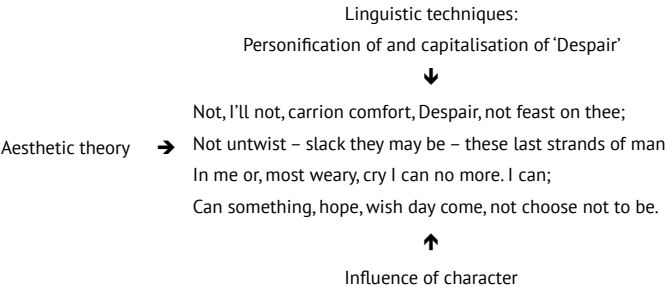 Linguistic techniques:
Personification of and capitalisation of ‘Despair’
Not, I’ll not, carrion comfort, Despair, not feast on thee;
Aesthetic theory ➔ Not untwist – slack they may be – these last strands of man
In me or, most weary, cry I can no more. I can;
Can something, hope, wish day come, not choose not to be.
Influence of character